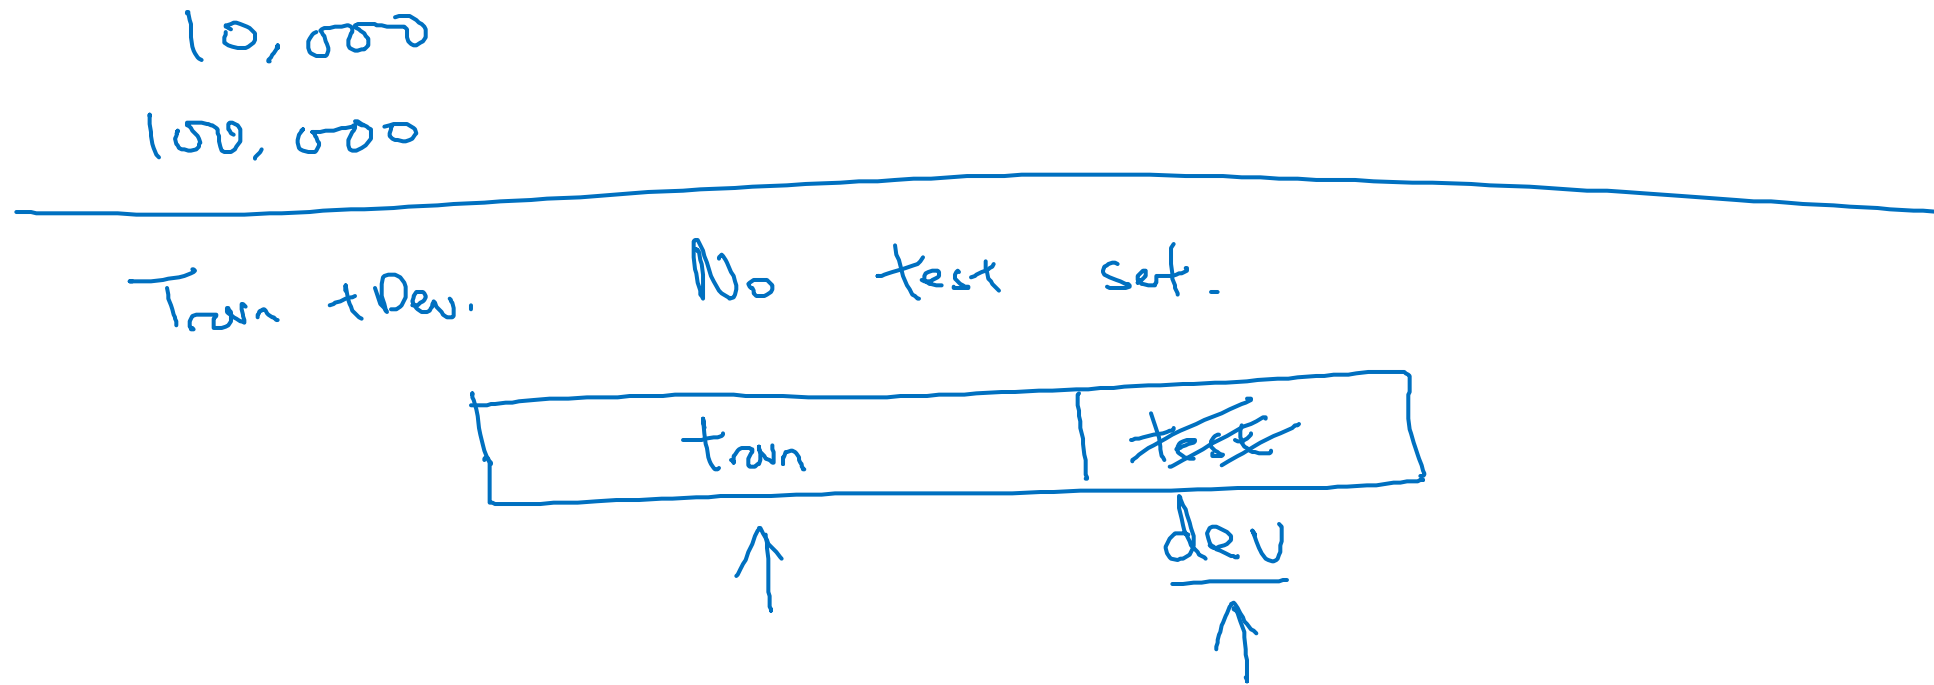 10,000
100,000
Train + Dev. No test set.
train test
dev